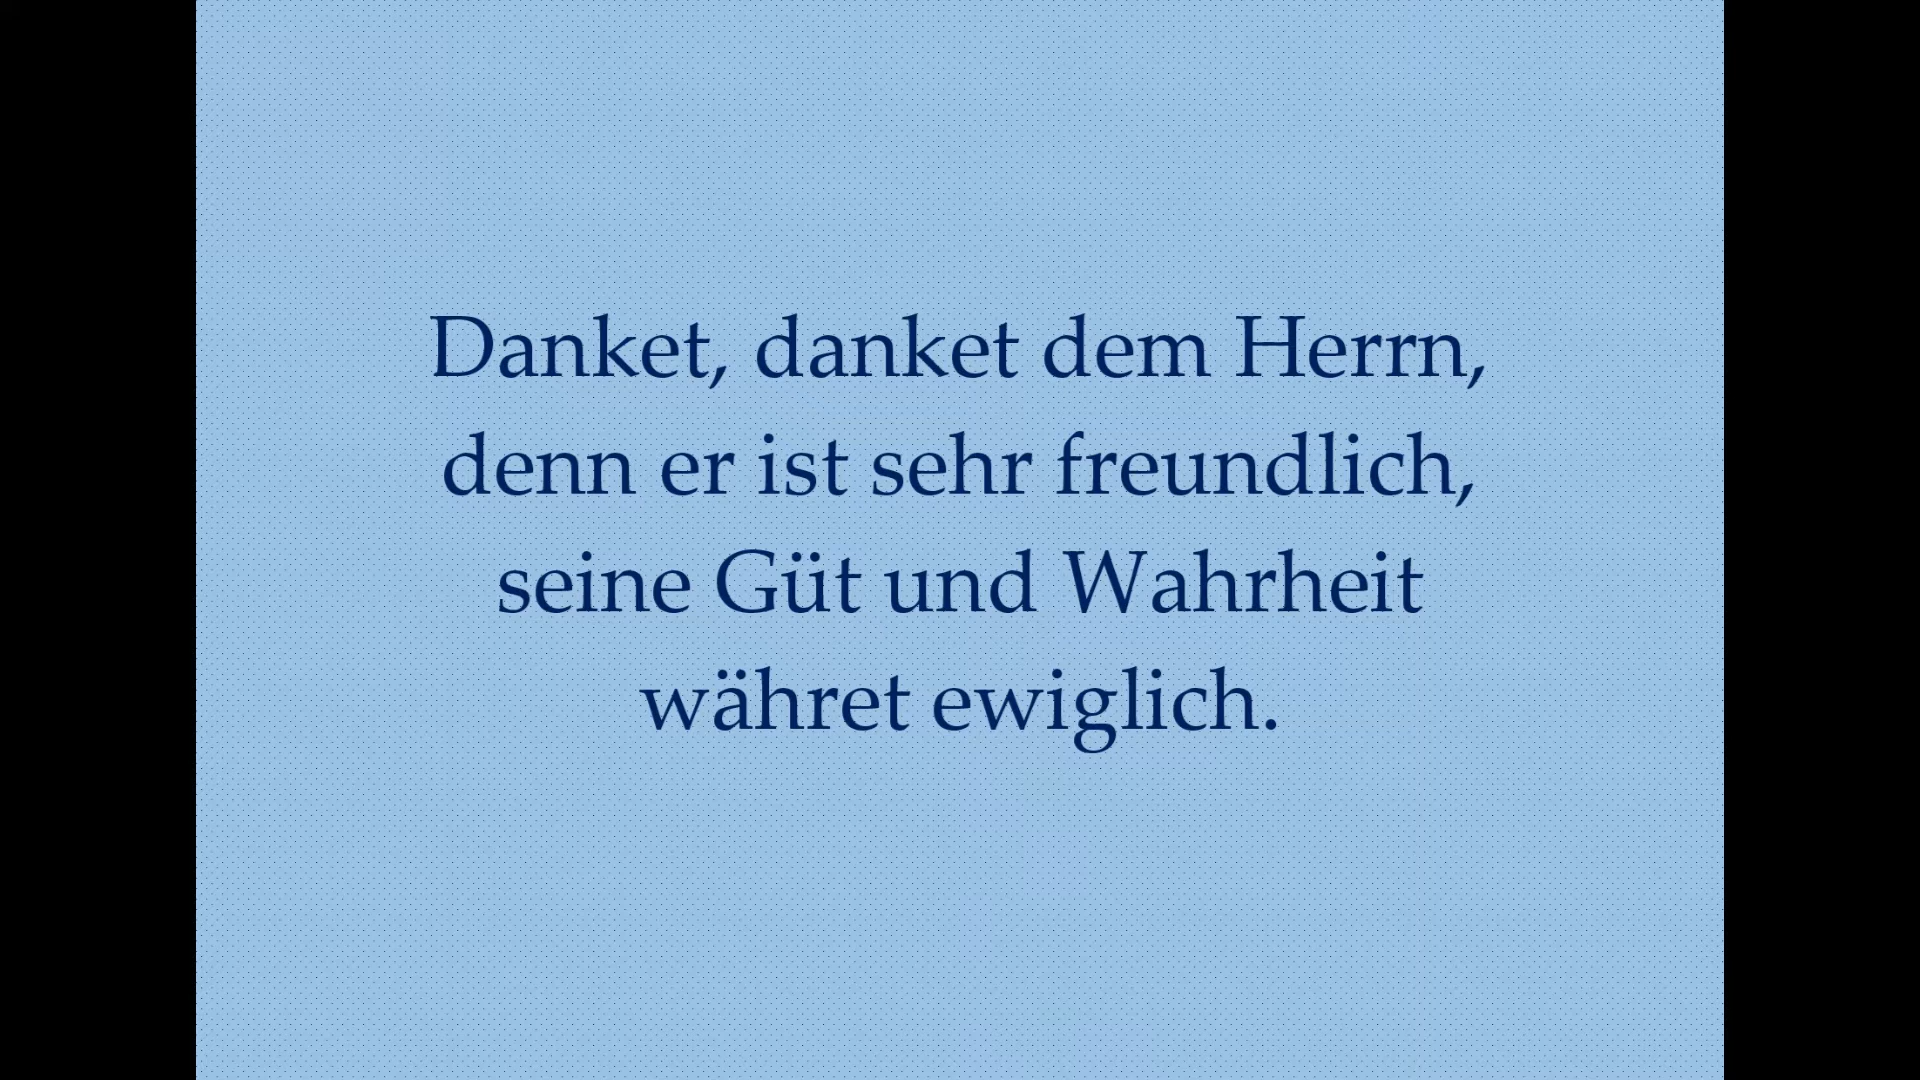 Danket, danket dem Herrn,
denn er ist sehr freundlich,
seine Güt und Wahrheit
währet ewiglich.